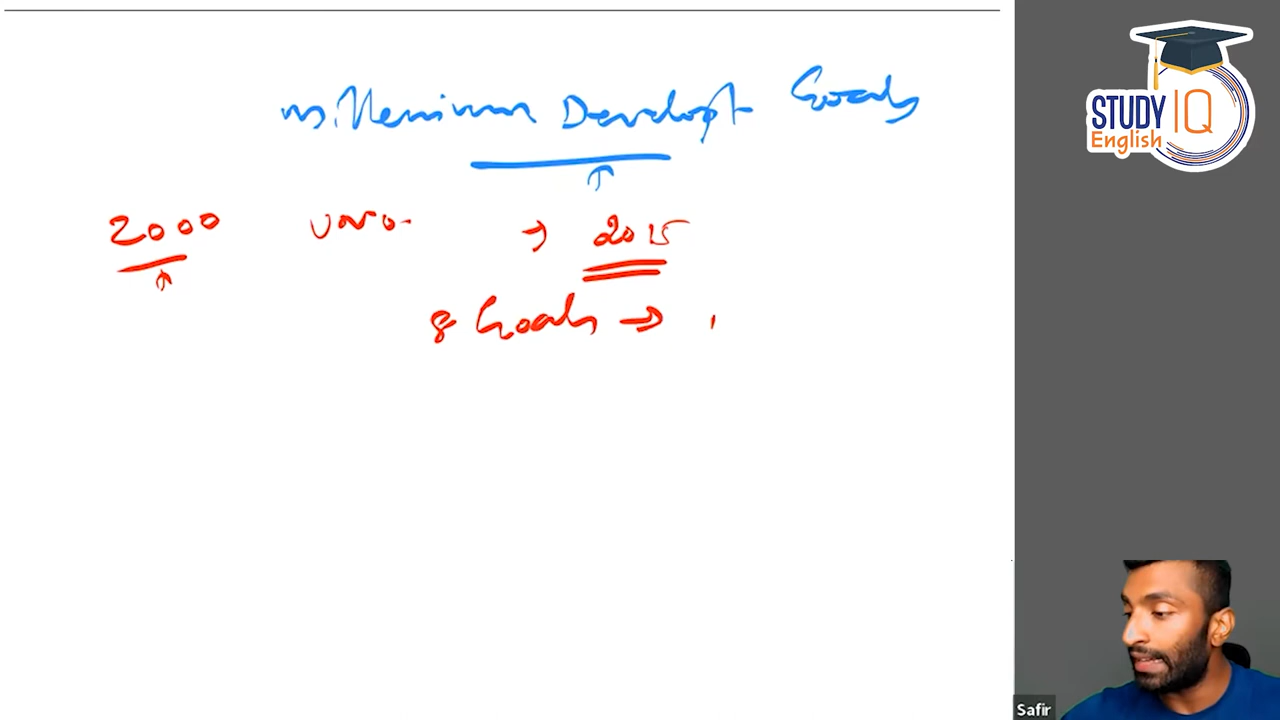 Millennium Developt Goals
2000 UNO → 2015
8 Goals →
STUDY IQ
English
Safir